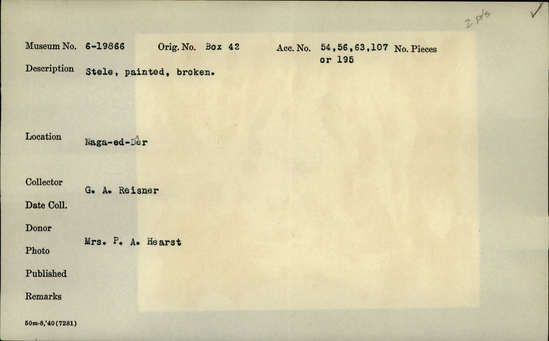 2 p/s ✓
Museum No. 6-19866 Orig. No. Box 42 Acc. No. 54,56,63,107 No. Pieces
or 195
Description Stele, painted, broken.
Location Naga-ed-Dêr
Collector G. A. Reisner
Date Coll.
Donor Mrs. P. A. Hearst
Photo
Published
Remarks
50m-8,'40(7281)